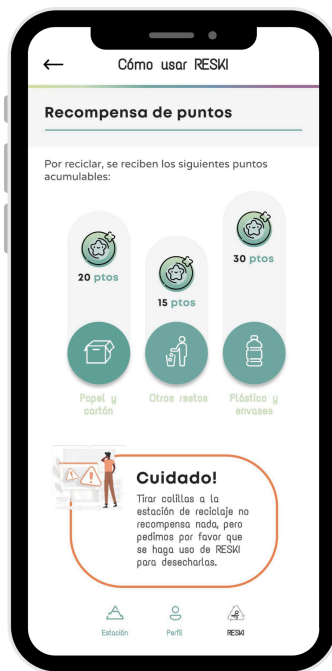 Cómo usar RESKI
Recompensa de puntos
Por reciclar, se reciben los siguientes puntos
acumulables:
20 ptos
15 ptos
30 ptos
Papel y
cartón
Otros restos
Plástico y
envases
Cuidado!
Tirar colillas a la
estación de reciclaje no
recompensa nada, pero
pedimos por favor que
se haga uso de RESKI
para desecharlas.
Estación
Perfil
RESKI